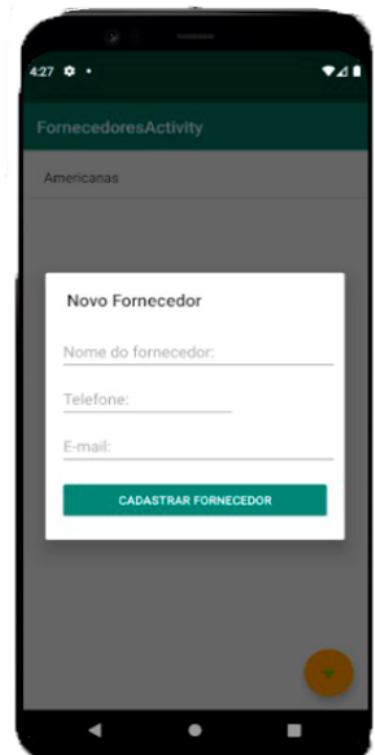 4:27
FornecedoresActivity
Americanas
Novo Fornecedor
Nome do fornecedor:
Telefone:
E-mail:
CADASTRAR FORNECEDOR
+